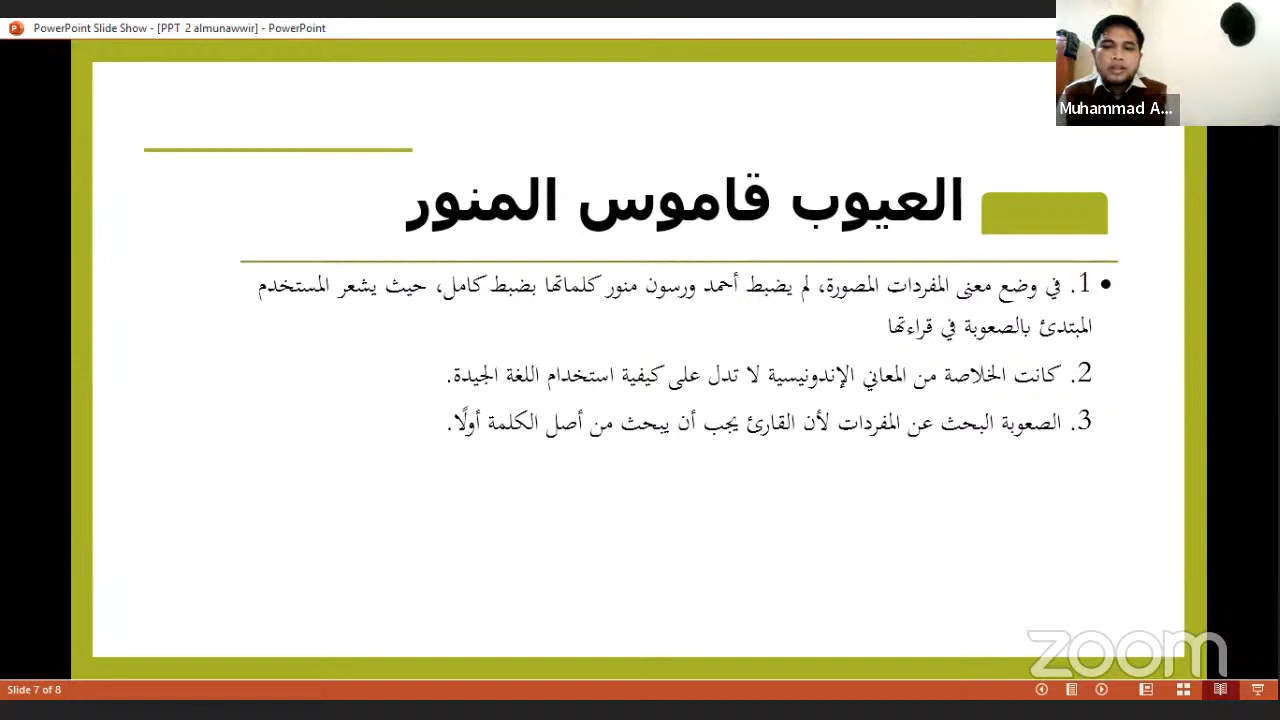 PowerPoint Slide Show - [PPT 2 almunawwir] - PowerPoint
Muhammad A...
العيوب قاموس المنور
• 1. في وضع معنى المفردات المصورة، لم يضبط أحمد ورسون منور كلماتها بضبط كامل، حيث يشعر المستخدم
المبتدئ بالصعوبة في قراءتها
2. كانت الخلاصة من المعاني الإندونيسية لا تدل على كيفية استخدام اللغة الجيدة.
3. الصعوبة البحث عن المفردات لأن القارئ يجب أن يبحث من أصل الكلمة أولًا.
zoom
Slide 7 of 8